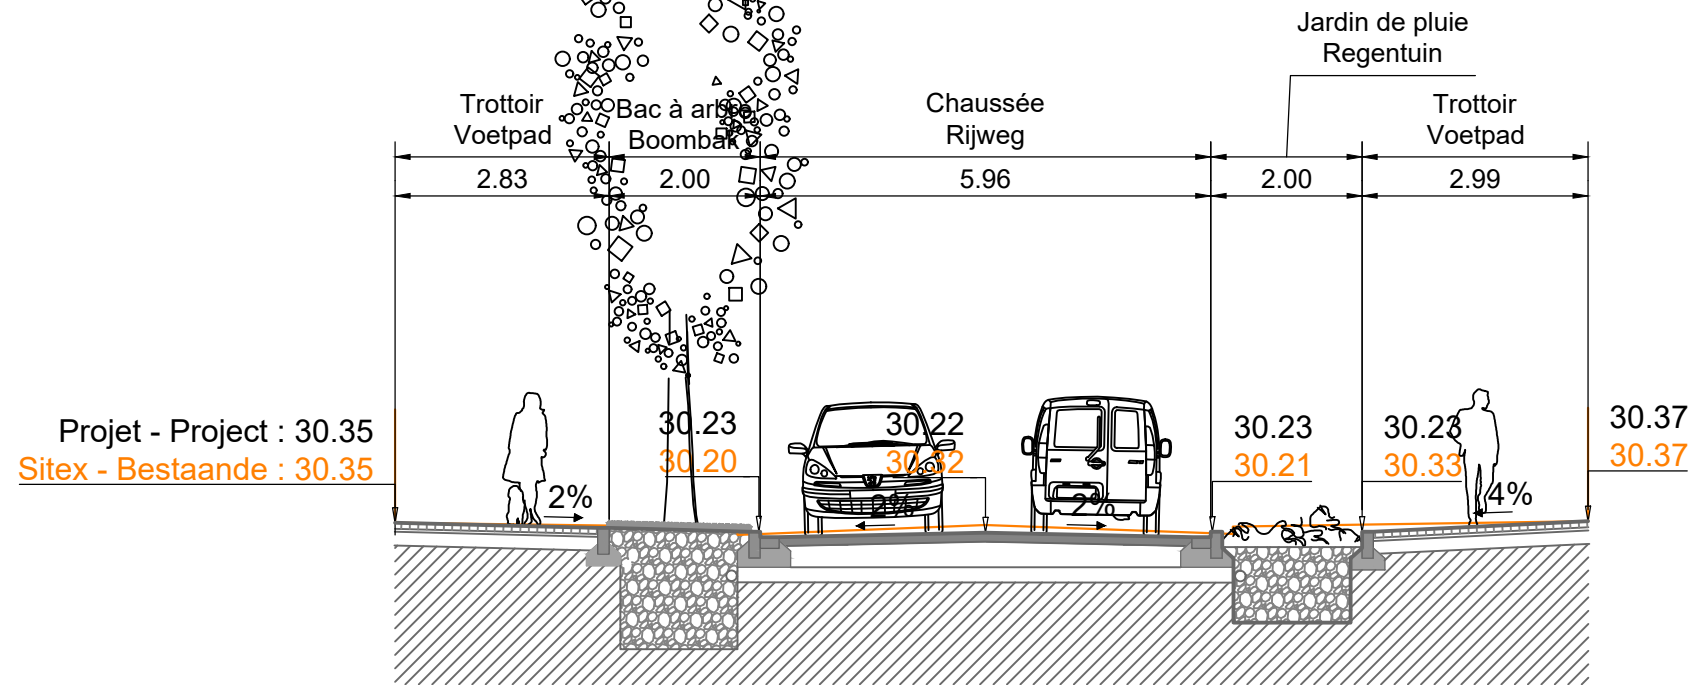 Jardin de pluie
Regentuin
Trottoir
Voetpad
Bac à arbre
Boombak
Chaussée
Rijweg
Trottoir
Voetpad
2.83
2.00
5.96
2.00
2.99
Projet - Project : 30.35
30.23
30.22
30.23
30.23
30.37
Sitex - Bestaande : 30.35
30.20
30.32
30.21
30.33
30.37
2%
2%
2%
4%